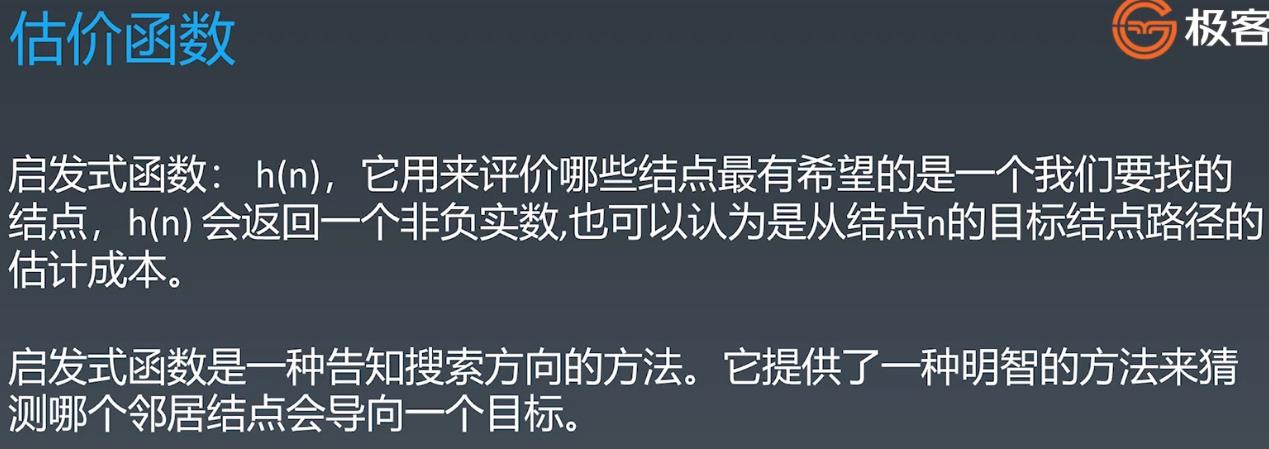 估价函数
极客
启发式函数： h(n)，它用来评价哪些结点最有希望的是一个我们要找的
结点，h(n) 会返回一个非负实数,也可以认为是从结点n的目标结点路径的
估计成本。
启发式函数是一种告知搜索方向的方法。它提供了一种明智的方法来猜
测哪个邻居结点会导向一个目标。